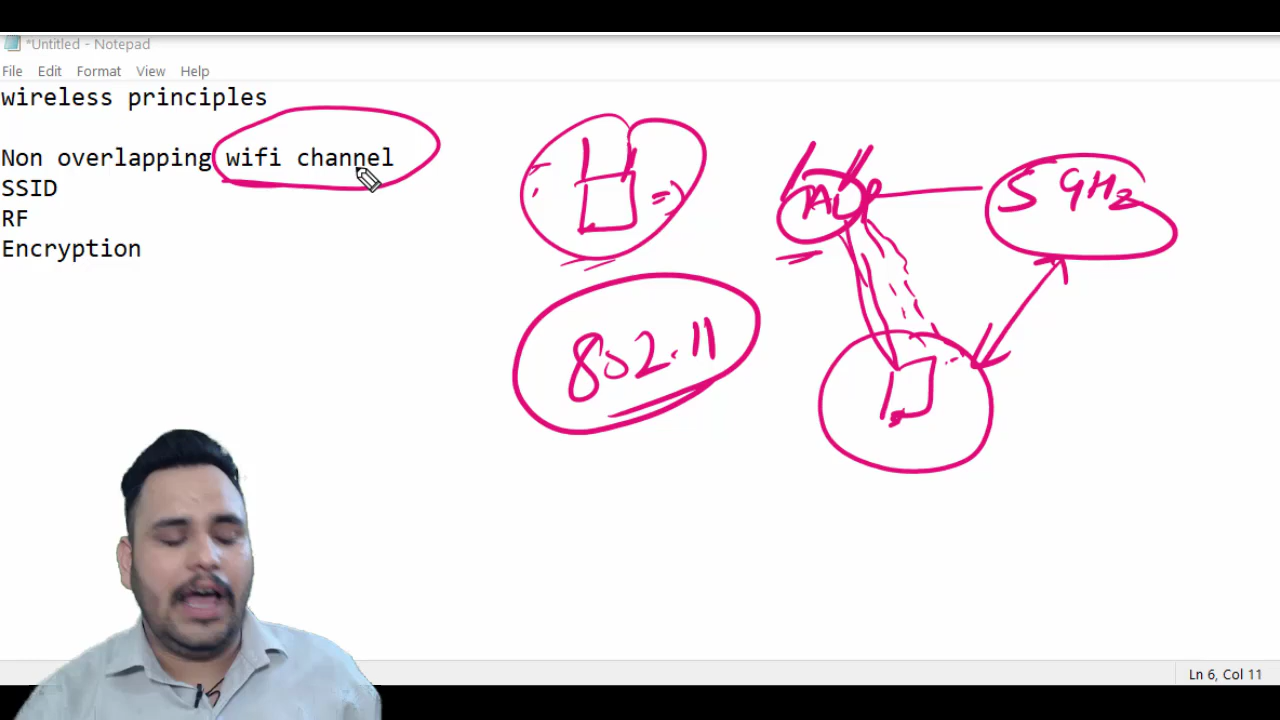 *Untitled - Notepad
File Edit Format View Help
wireless principles
Non overlapping wifi channel
SSID
RF
Encryption
5 GHz
802.11
Ln 6, Col 11